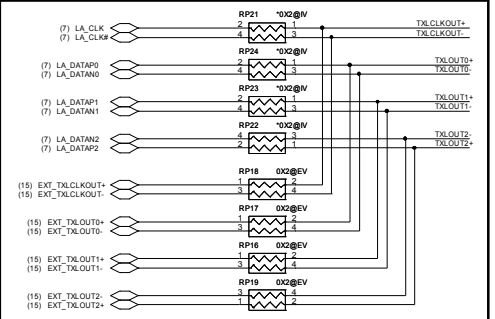 RP21 *0X2@IV
(7) LA_CLK 2 1 TXLCLKOUT+
(7) LA_CLK# 4 3 TXLCLKOUT-
RP24 *0X2@IV
(7) LA_DATAP0 2 1 TXLOUT0+
(7) LA_DATAN0 4 3 TXLOUT0-
RP23 *0X2@IV
(7) LA_DATAP1 2 1 TXLOUT1+
(7) LA_DATAN1 4 3 TXLOUT1-
RP22 *0X2@IV
(7) LA_DATAN2 4 3 TXLOUT2-
(7) LA_DATAP2 2 1 TXLOUT2+
RP18 0X2@EV
(15) EXT_TXLCLKOUT+ 1 2
(15) EXT_TXLCLKOUT- 3 4
RP17 0X2@EV
(15) EXT_TXLOUT0+ 1 2
(15) EXT_TXLOUT0- 3 4
RP16 0X2@EV
(15) EXT_TXLOUT1+ 1 2
(15) EXT_TXLOUT1- 3 4
RP19 0X2@EV
(15) EXT_TXLOUT2- 3 4
(15) EXT_TXLOUT2+ 1 2